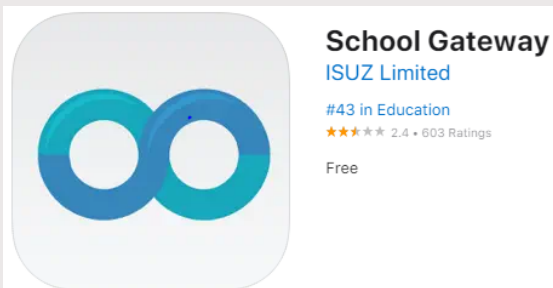 School Gateway
ISUZ Limited
#43 in Education
2.4 • 603 Ratings
Free